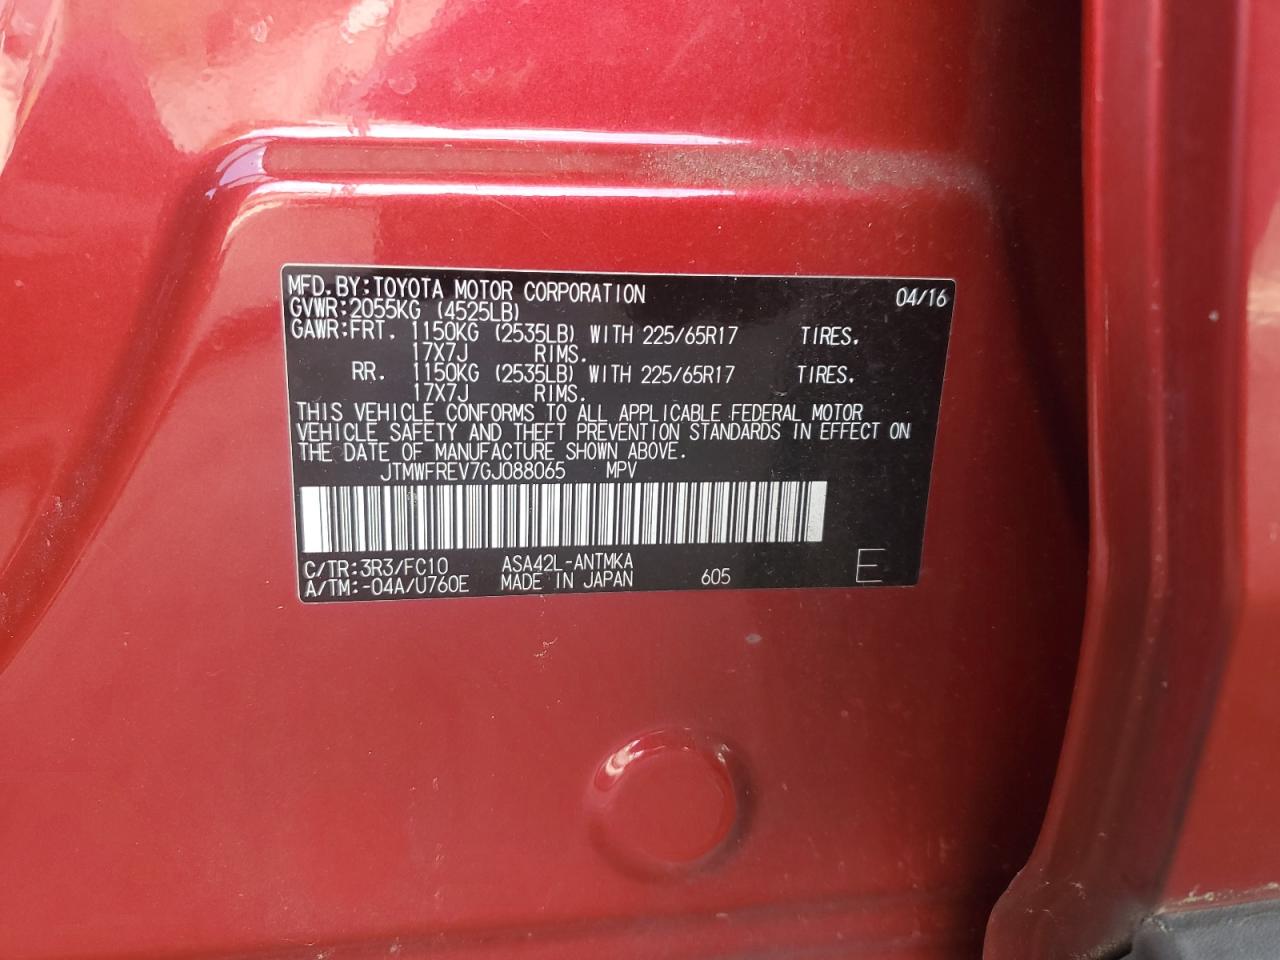 MFD.BY:TOYOTA MOTOR CORPORATION 04/16
GVWR:2055KG (4525LB)
GAWR:FRT. 1150KG (2535LB) WITH 225/65R17 TIRES.
17X7J RIMS.
RR. 1150KG (2535LB) WITH 225/65R17 TIRES.
17X7J RIMS.
THIS VEHICLE CONFORMS TO ALL APPLICABLE FEDERAL MOTOR
VEHICLE SAFETY AND THEFT PREVENTION STANDARDS IN EFFECT ON
THE DATE OF MANUFACTURE SHOWN ABOVE.
JTMWFREV7GJ088065 MPV
C/TR:3R3/FC10 ASA42L-ANTMKA
A/TM:-04A/U760E MADE IN JAPAN 605 E